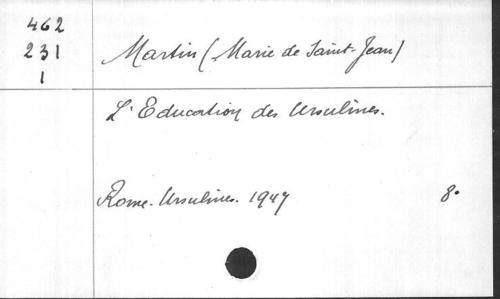 462
231
1
Martin (Marie de Saint-Jean)
L'Education des Ursulines.
Rome. Ursulines. 1947 8°